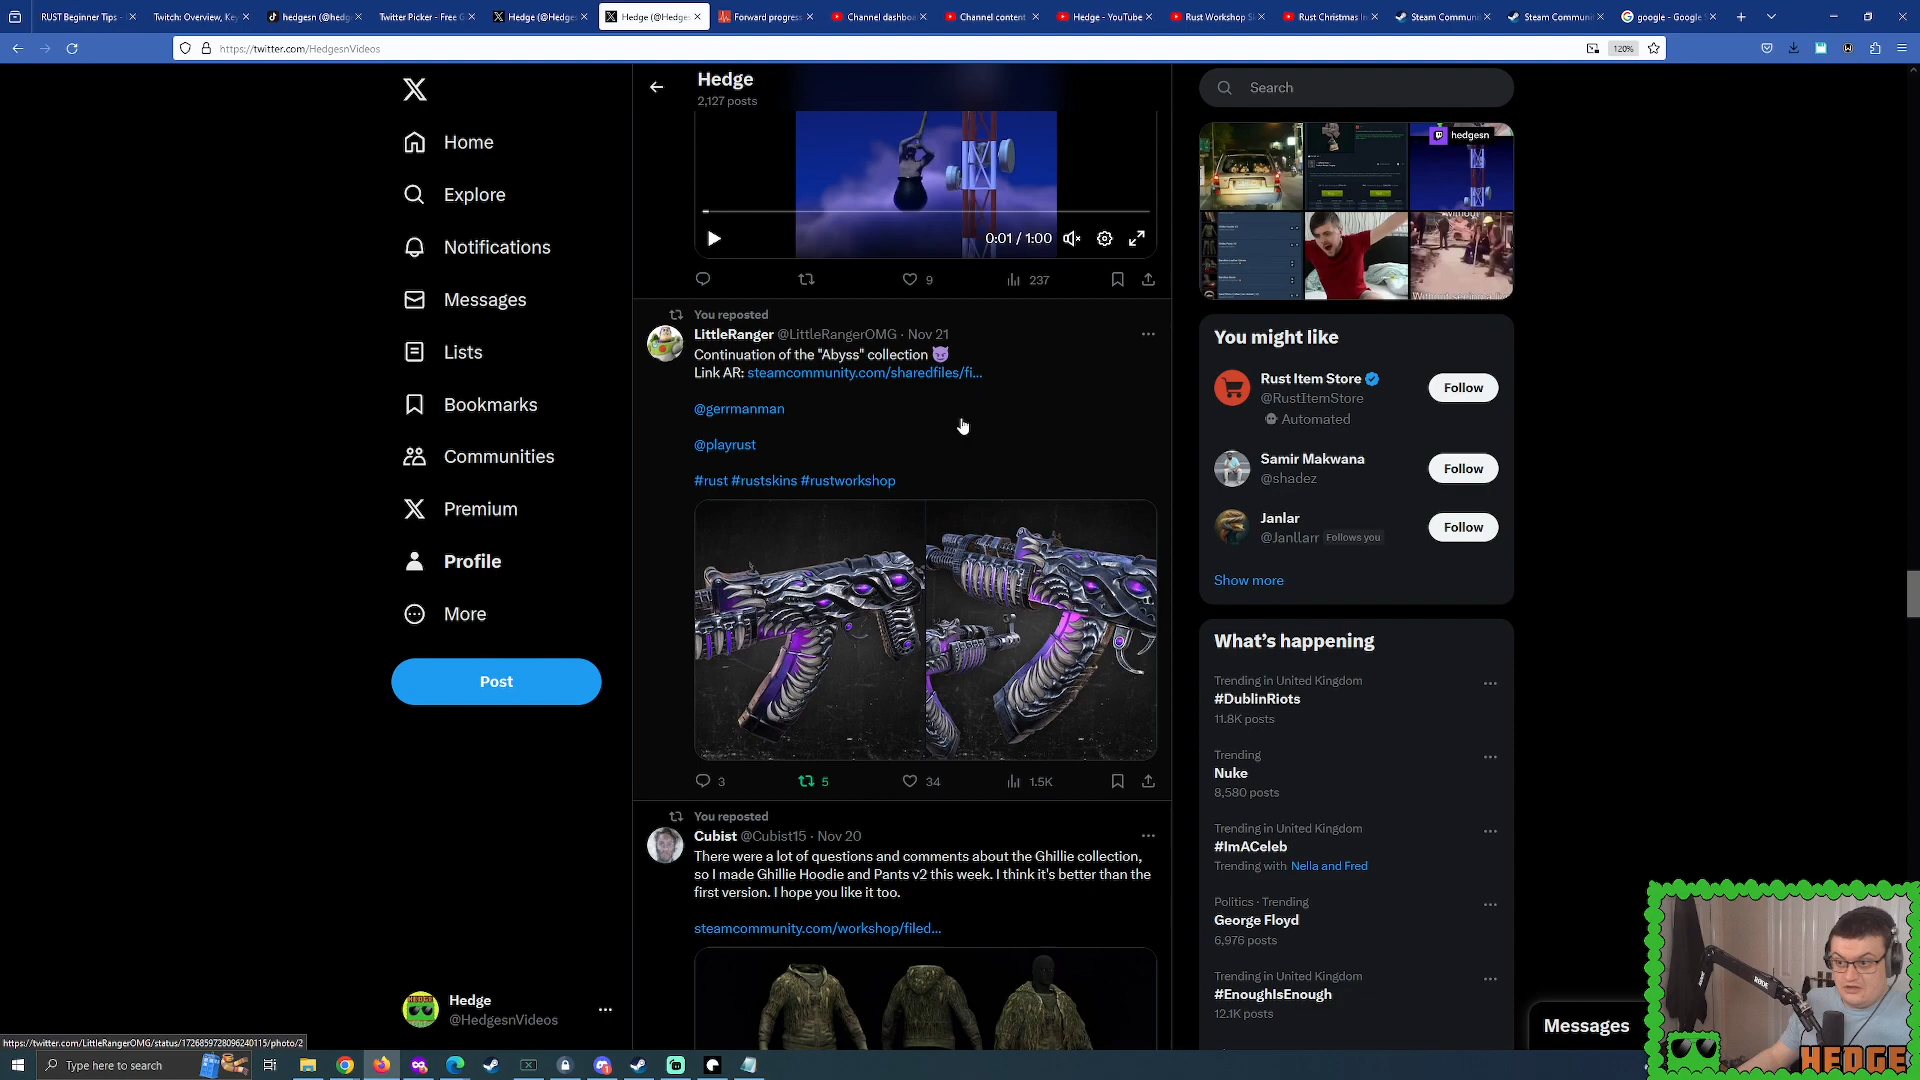 RUST Beginner Tips -
Twitch: Overview, Key
hedgesn (@hedg
Twitter Picker - Free G
Hedge (@Hedges
Hedge (@Hedges
Forward progress
Channel dashboa
Channel content
Hedge - YouTube
Rust Workshop Sk
Rust Christmas In
Steam Communi
Steam Communi
google - Google S
https://twitter.com/HedgesnVideos
120%
Home
Explore
Notifications
Messages
Lists
Bookmarks
Communities
Premium
Profile
More
Post
Hedge
@HedgesnVideos
Hedge
2,127 posts
0:01 / 1:00
9
237
You reposted
LittleRanger @LittleRangerOMG · Nov 21
Continuation of the "Abyss" collection 😈
Link AR: steamcommunity.com/sharedfiles/fi...
@gerrmanman
@playrust
#rust #rustskins #rustworkshop
3
5
34
1.5K
You reposted
Cubist @Cubist15 · Nov 20
There were a lot of questions and comments about the Ghillie collection,
so I made Ghillie Hoodie and Pants v2 this week. I think it's better than the
first version. I hope you like it too.
steamcommunity.com/workshop/filed...
Search
hedgesn
You might like
Rust Item Store
@RustItemStore
Automated
Follow
Samir Makwana
@shadez
Follow
Janlar
@Janllarr Follows you
Follow
Show more
What's happening
Trending in United Kingdom
#DublinRiots
11.8K posts
Trending
Nuke
8,580 posts
Trending in United Kingdom
#ImACeleb
Trending with Nella and Fred
Politics · Trending
George Floyd
6,976 posts
Trending in United Kingdom
#EnoughIsEnough
12.1K posts
Messages
https://twitter.com/LittleRangerOMG/status/1726859728096240115/photo/2
Type here to search
HEDGE